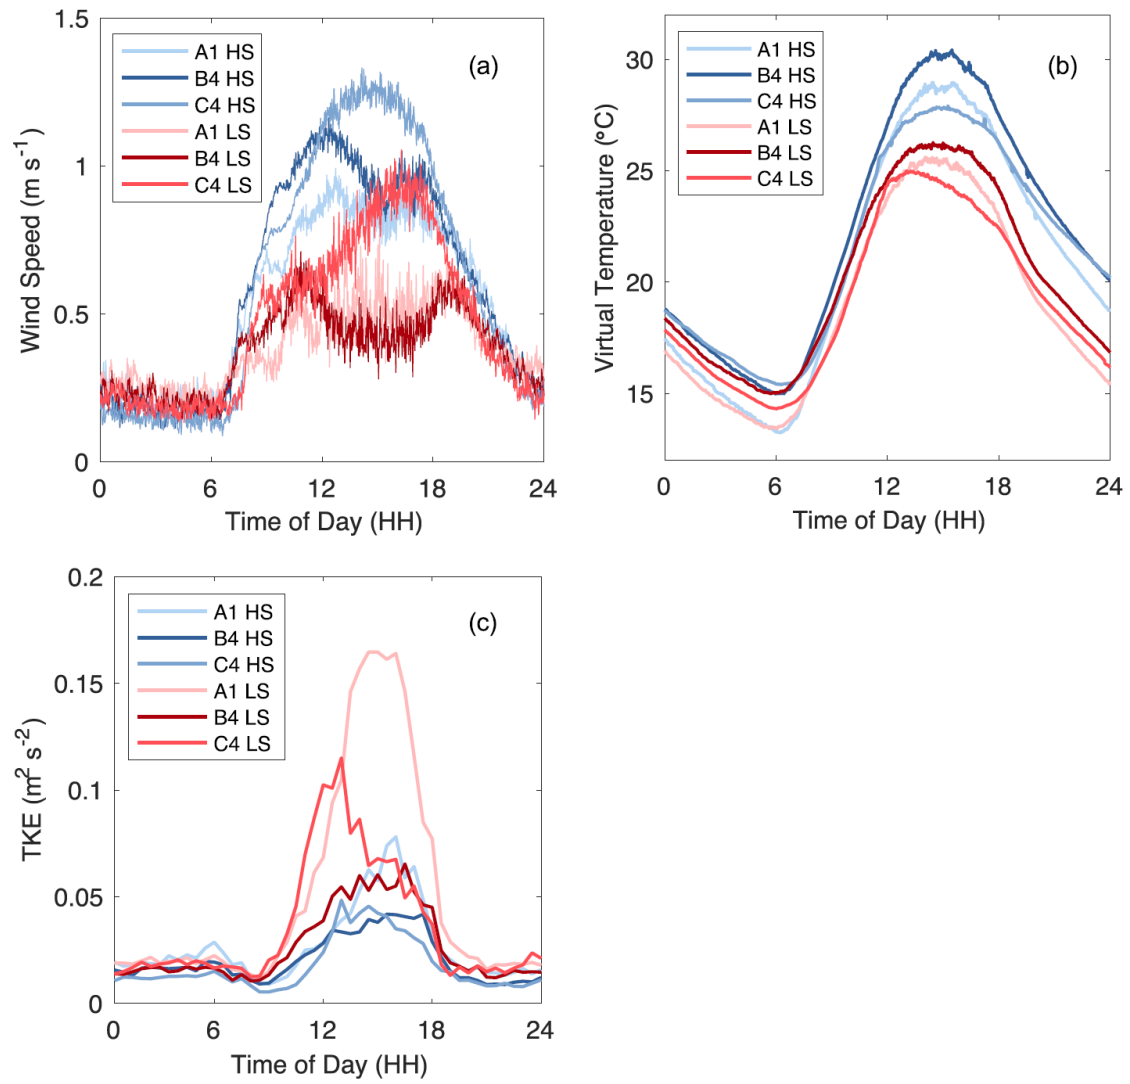 (a)
A1 HS
B4 HS
C4 HS
A1 LS
B4 LS
C4 LS
Wind Speed (m s⁻¹)
1.5
1
0.5
0
0 6 12 18 24
Time of Day (HH)
(b)
A1 HS
B4 HS
C4 HS
A1 LS
B4 LS
C4 LS
Virtual Temperature (°C)
30
25
20
15
0 6 12 18 24
Time of Day (HH)
(c)
A1 HS
B4 HS
C4 HS
A1 LS
B4 LS
C4 LS
TKE (m² s⁻²)
0.2
0.15
0.1
0.05
0
0 6 12 18 24
Time of Day (HH)